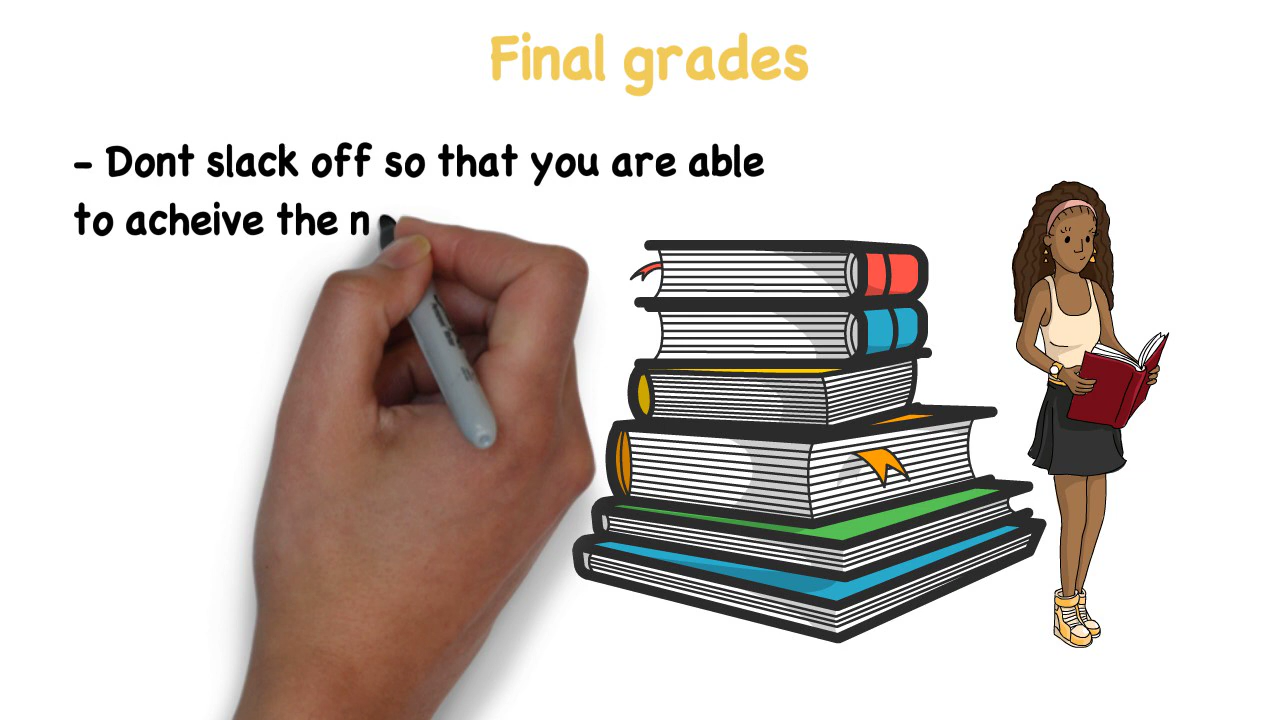 Final grades
- Dont slack off so that you are able
to acheive the n